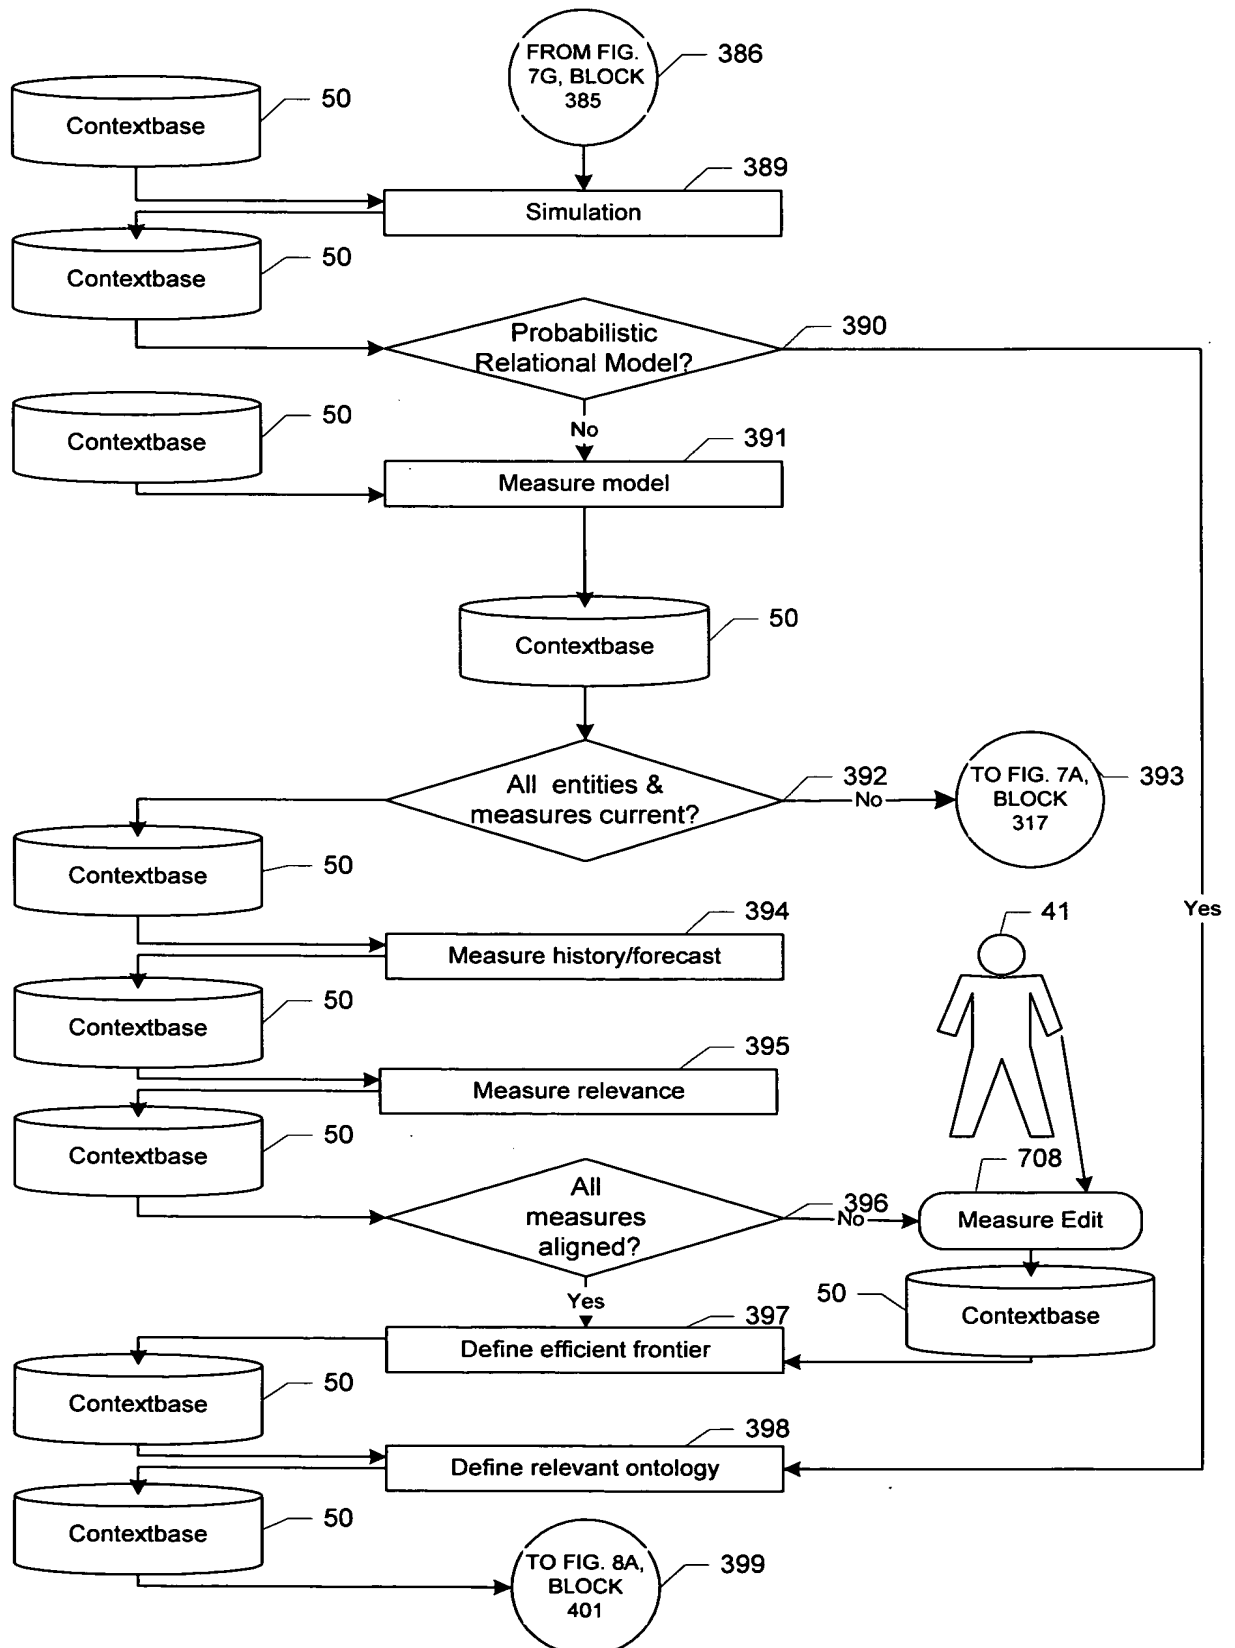 FROM FIG.
7G, BLOCK
385
386
Contextbase
50
389
Simulation
Contextbase
50
Probabilistic
Relational Model?
390
Contextbase
50
No
391
Measure model
Contextbase
50
All entities &
measures current?
392
No
TO FIG. 7A,
BLOCK
317
393
Contextbase
50
Yes
394
Measure history/forecast
41
Contextbase
50
395
Measure relevance
Contextbase
50
708
All
measures
aligned?
396
No
Measure Edit
50
Contextbase
Yes
397
Define efficient frontier
Contextbase
50
398
Define relevant ontology
Contextbase
50
TO FIG. 8A,
BLOCK
401
399